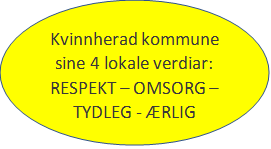 Kvinnherad kommune
sine 4 lokale verdiar:
RESPEKT – OMSORG –
TYDLEG - ÆRLIG